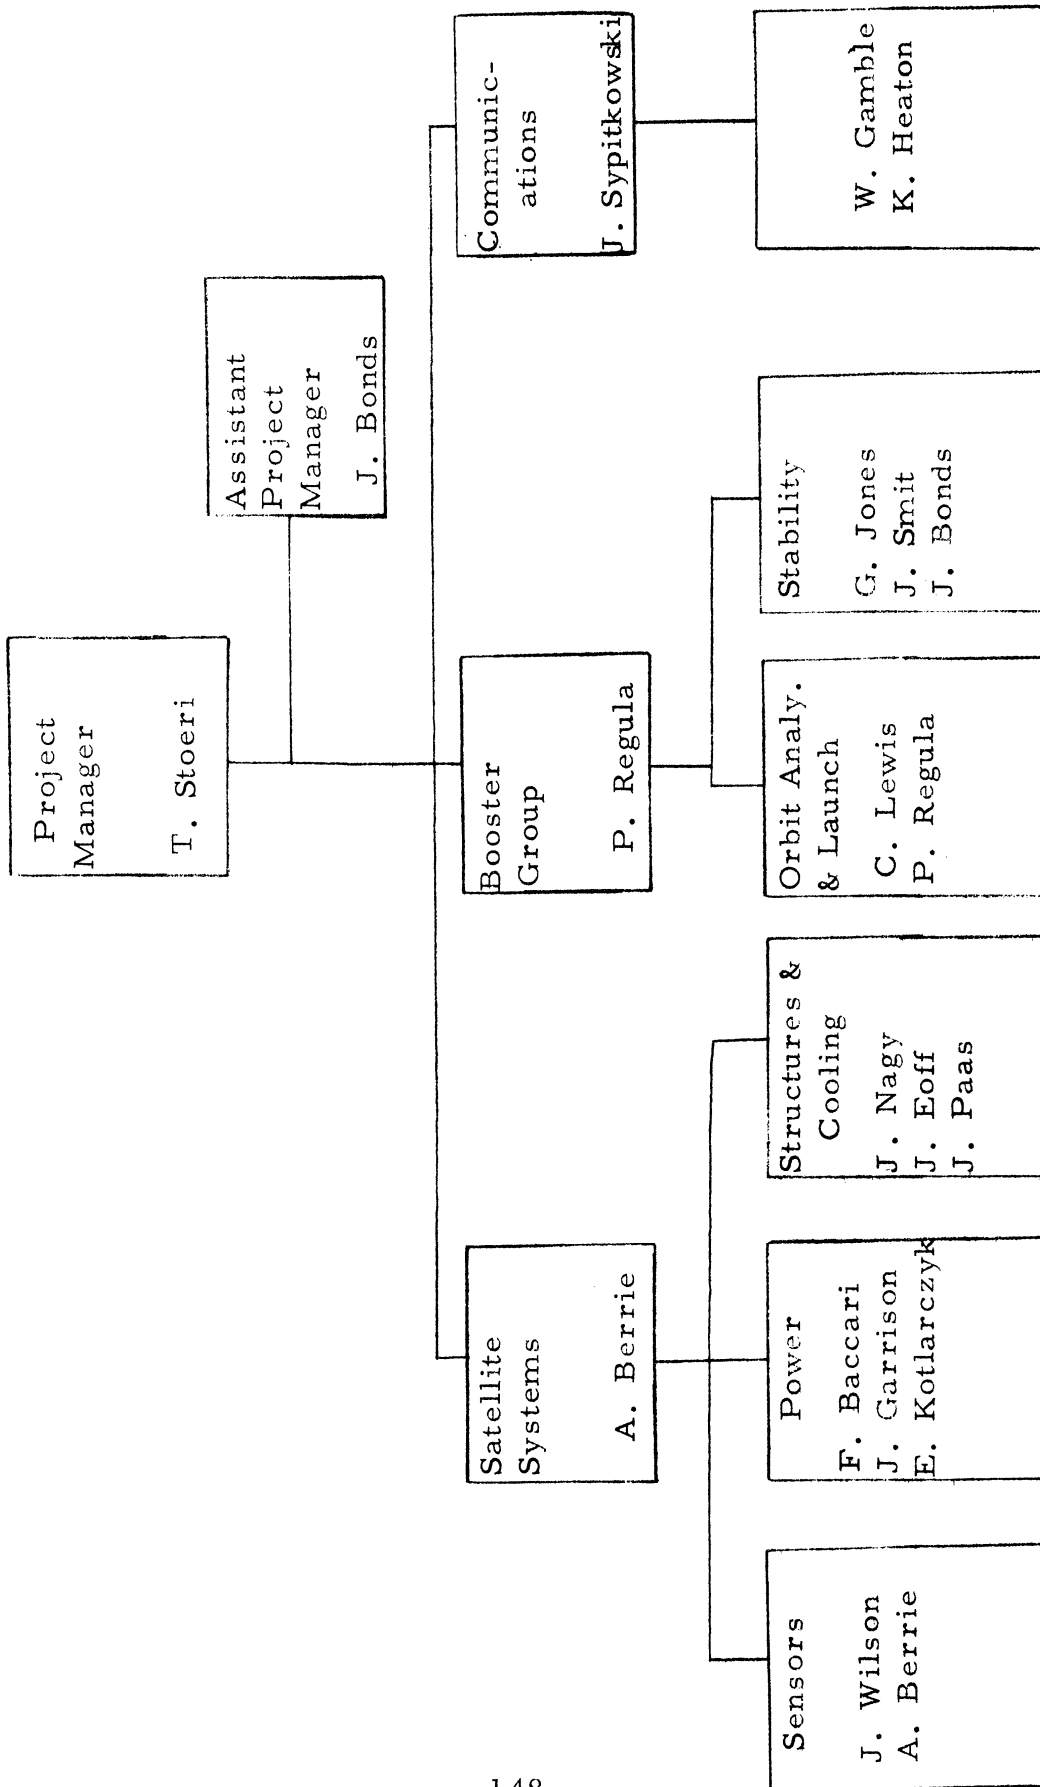 Project
Manager
T. Stoeri
Assistant
Project
Manager
J. Bonds
Satellite
Systems
A. Berrie
Booster
Group
P. Regula
Communic-
ations
J. Sypitkowski
Sensors
J. Wilson
A. Berrie
Power
F. Baccari
J. Garrison
E. Kotlarczyk
Structures &
Cooling
J. Nagy
J. Eoff
J. Paas
Orbit Analy.
& Launch
C. Lewis
P. Regula
Stability
G. Jones
J. Smit
J. Bonds
W. Gamble
K. Heaton